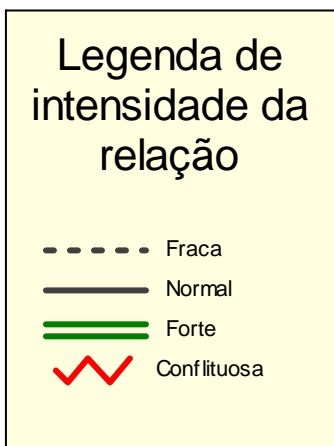 Legenda de
intensidade da
relação
Fraca
Normal
Forte
Conflituosa